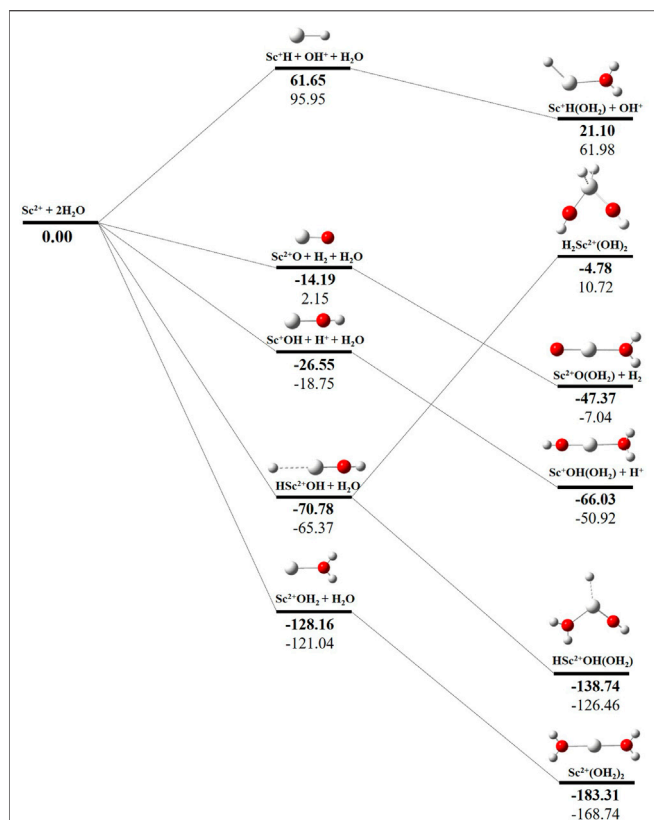 Sc⁺H + OH⁺ + H₂O
61.65
95.95
Sc⁺H(OH₂) + OH⁺
21.10
61.98
Sc²⁺ + 2H₂O
0.00
H₂Sc²⁺(OH)₂
-4.78
10.72
Sc²⁺O + H₂ + H₂O
-14.19
2.15
Sc⁺OH + H⁺ + H₂O
-26.55
-18.75
Sc²⁺O(OH₂) + H₂
-47.37
-7.04
Sc⁺OH(OH₂) + H⁺
-66.03
-50.92
HSc²⁺OH + H₂O
-70.78
-65.37
Sc²⁺OH₂ + H₂O
-128.16
-121.04
HSc²⁺OH(OH₂)
-138.74
-126.46
Sc²⁺(OH₂)₂
-183.31
-168.74